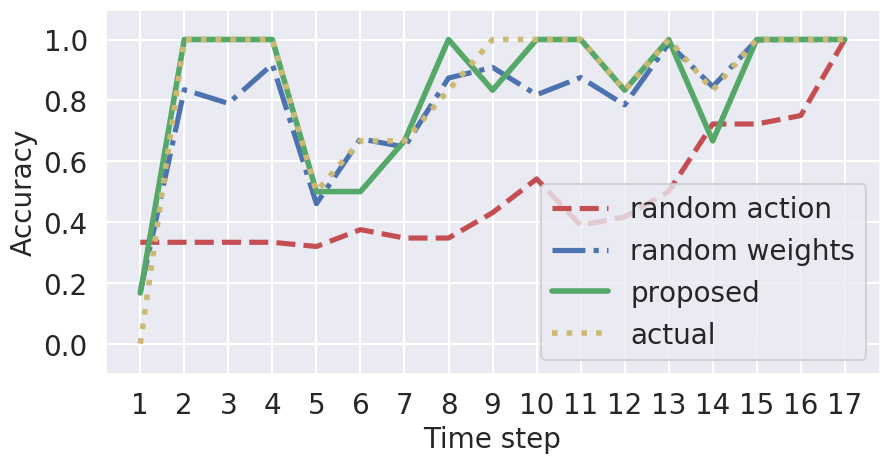 Accuracy
1.0
0.8
0.6
0.4
0.2
0.0
random action
random weights
proposed
actual
1 2 3 4 5 6 7 8 9 10 11 12 13 14 15 16 17
Time step